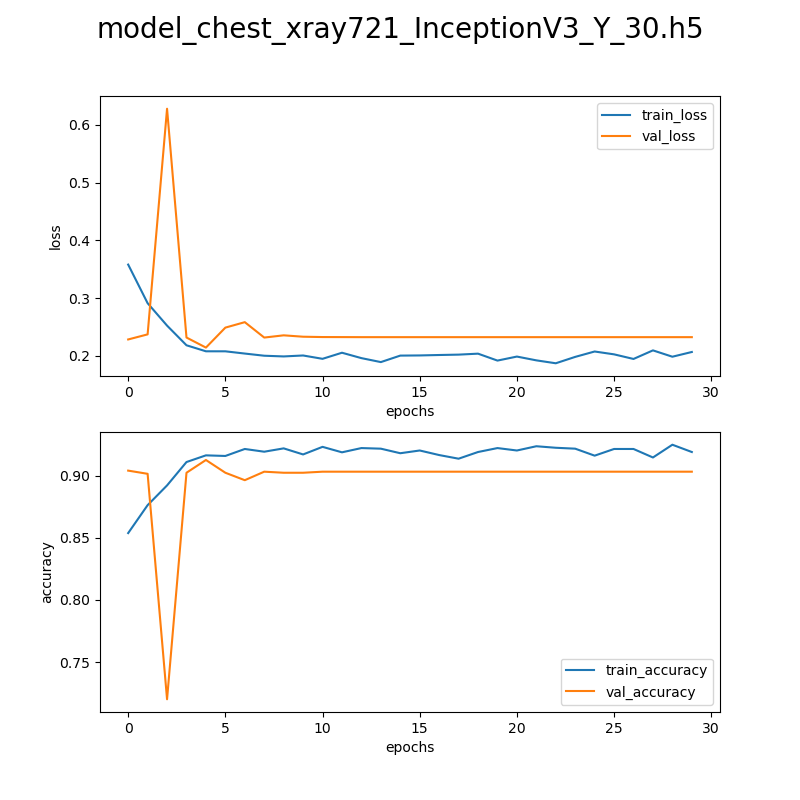 model_chest_xray721_InceptionV3_Y_30.h5
train_loss
val_loss
0.6
0.5
0.4
0.3
0.2
loss
0 5 10 15 20 25 30
epochs
0.90
0.85
0.80
0.75
accuracy
train_accuracy
val_accuracy
0 5 10 15 20 25 30
epochs